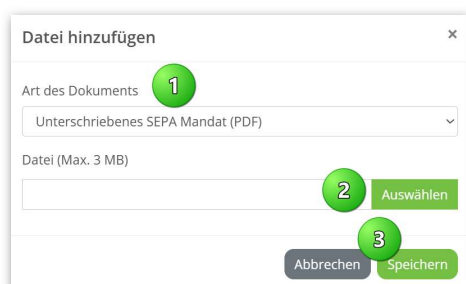 Datei hinzufügen ×
Art des Dokuments 1
Unterschriebenes SEPA Mandat (PDF)
Datei (Max. 3 MB)
2 Auswählen
3
Abbrechen Speichern